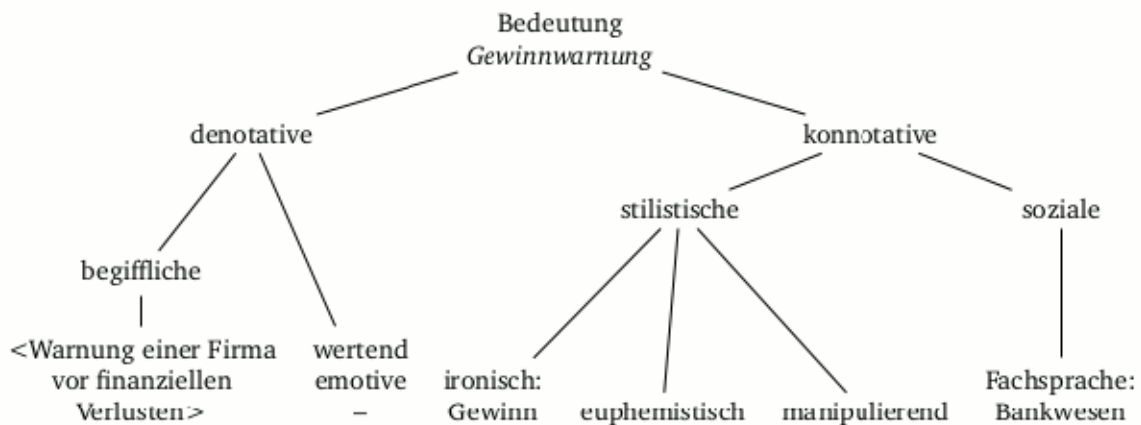 Bedeutung
Gewinnwarnung
denotative
konnotative
stilistische
soziale
begiffliche
<Warnung einer Firma
vor finanziellen
Verlusten>
wertend
emotive
–
ironisch:
Gewinn
euphemistisch
manipulierend
Fachsprache:
Bankwesen